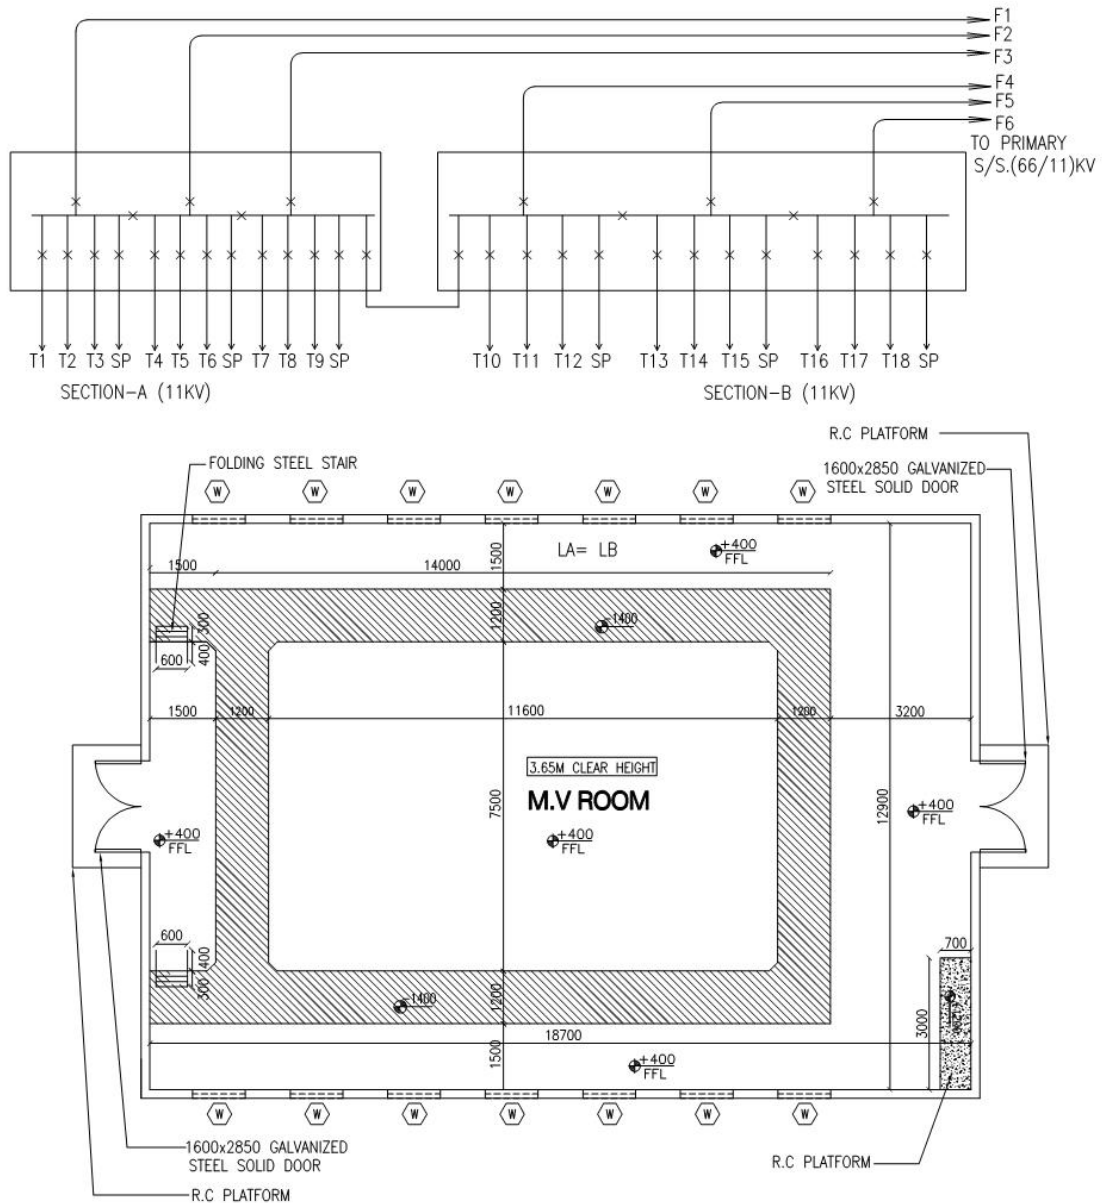 F1
F2
F3
F4
F5
F6
TO PRIMARY
S/S.(66/11)KV
T1 T2 T3 SP T4 T5 T6 SP T7 T8 T9 SP
T10 T11 T12 SP T13 T14 T15 SP T16 T17 T18 SP
SECTION-A (11KV)
SECTION-B (11KV)
R.C PLATFORM
FOLDING STEEL STAIR
1600x2850 GALVANIZED
STEEL SOLID DOOR
W W W W W W W
LA= LB
+400
FFL
1500
1500
14000
1200
-1400
300
400
600
1500
1200
11600
1200
3200
3.65M CLEAR HEIGHT
M.V ROOM
7500
12900
+400
FFL
+400
FFL
+400
FFL
600
400
300
700
-1400
1200
3000
18700
1500
+400
FFL
W W W W W W W
1600x2850 GALVANIZED
STEEL SOLID DOOR
R.C PLATFORM
R.C PLATFORM